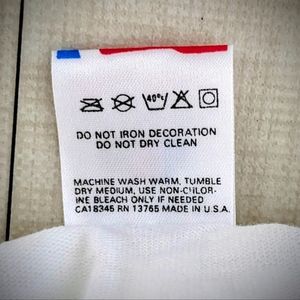 40°c
DO NOT IRON DECORATION
DO NOT DRY CLEAN
MACHINE WASH WARM, TUMBLE
DRY MEDIUM, USE NON-CHLOR-
INE BLEACH ONLY IF NEEDED
CA18346 RN 13765 MADE IN U.S.A.